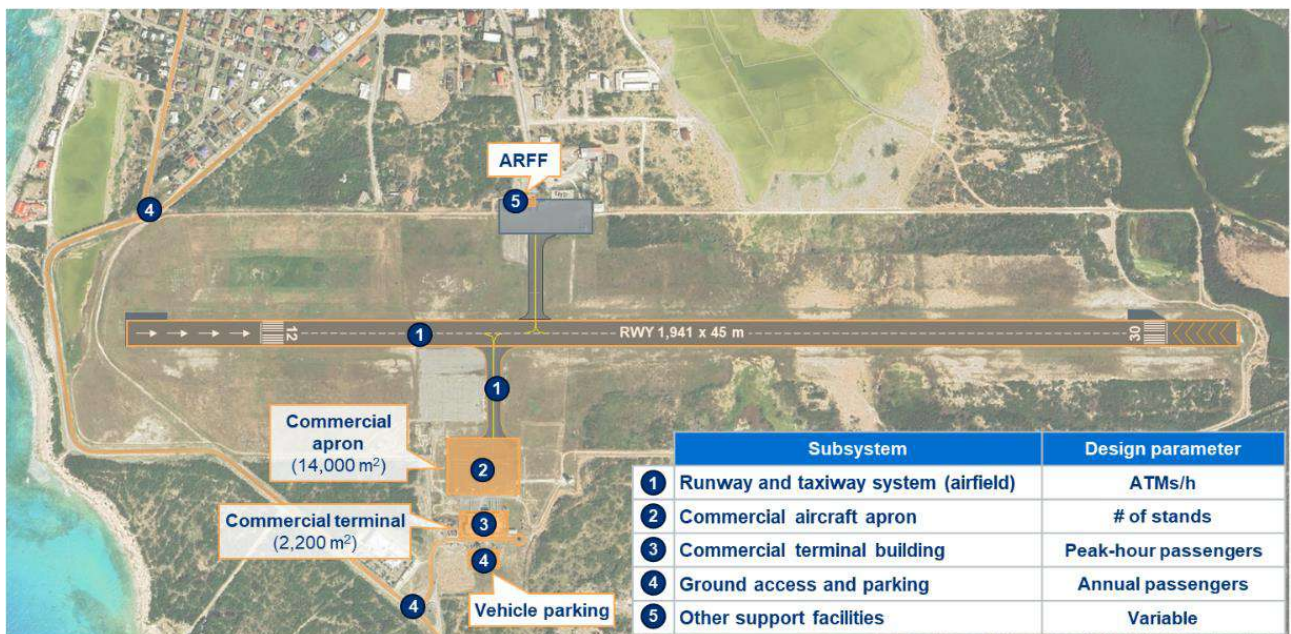 ARFF
5
4
12
1
RWY 1,941 x 45 m
30
1
Commercial
apron
(14,000 m²)
2
Commercial terminal
(2,200 m²)
3
4
4
Vehicle parking
Subsystem Design parameter
1 Runway and taxiway system (airfield) ATMs/h
2 Commercial aircraft apron # of stands
3 Commercial terminal building Peak-hour passengers
4 Ground access and parking Annual passengers
5 Other support facilities Variable